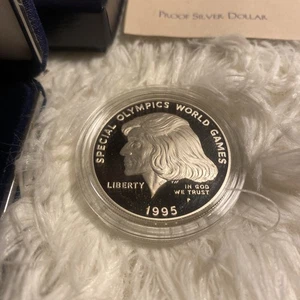 PROOF SILVER DOLLAR
SPECIAL OLYMPICS WORLD GAMES
LIBERTY
IN GOD
WE TRUST
P
1995